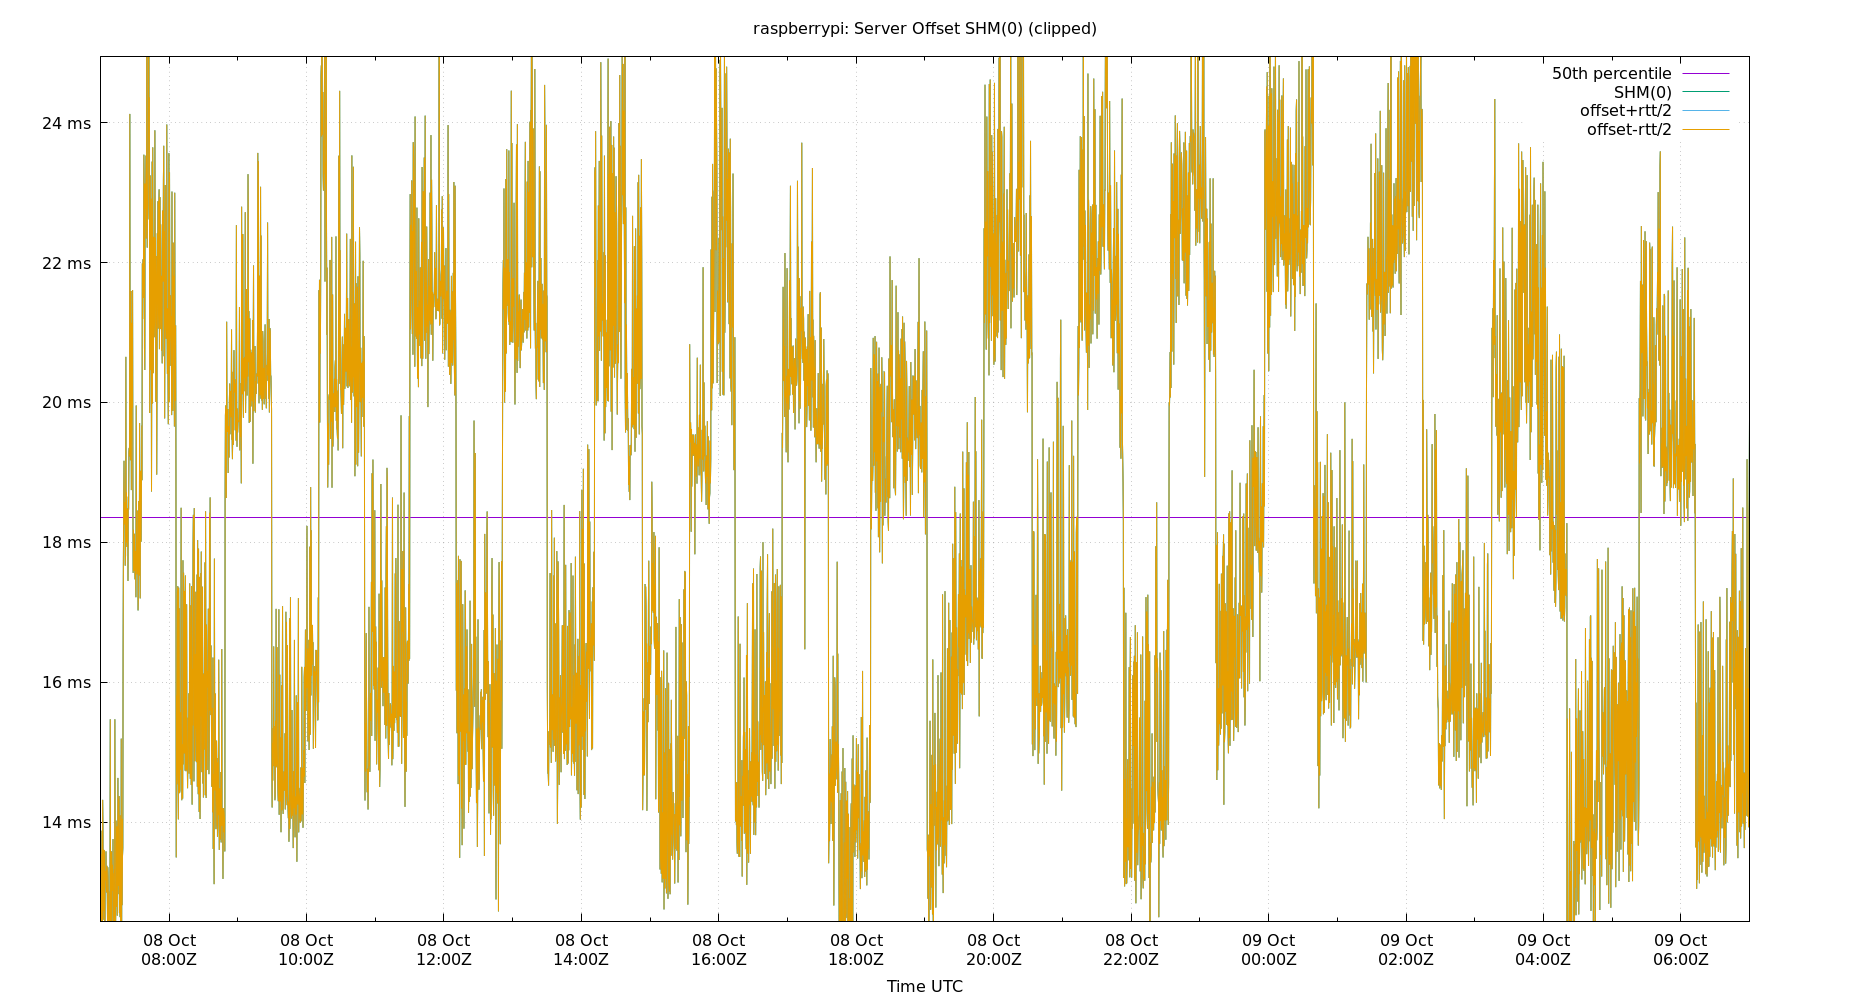 raspberrypi: Server Offset SHM(0) (clipped)
50th percentile
SHM(0)
offset+rtt/2
offset-rtt/2
24 ms
22 ms
20 ms
18 ms
16 ms
14 ms
08 Oct 08 Oct 08 Oct 08 Oct 08 Oct 08 Oct 08 Oct 08 Oct 09 Oct 09 Oct 09 Oct 09 Oct
08:00Z 10:00Z 12:00Z 14:00Z 16:00Z 18:00Z 20:00Z 22:00Z 00:00Z 02:00Z 04:00Z 06:00Z
Time UTC